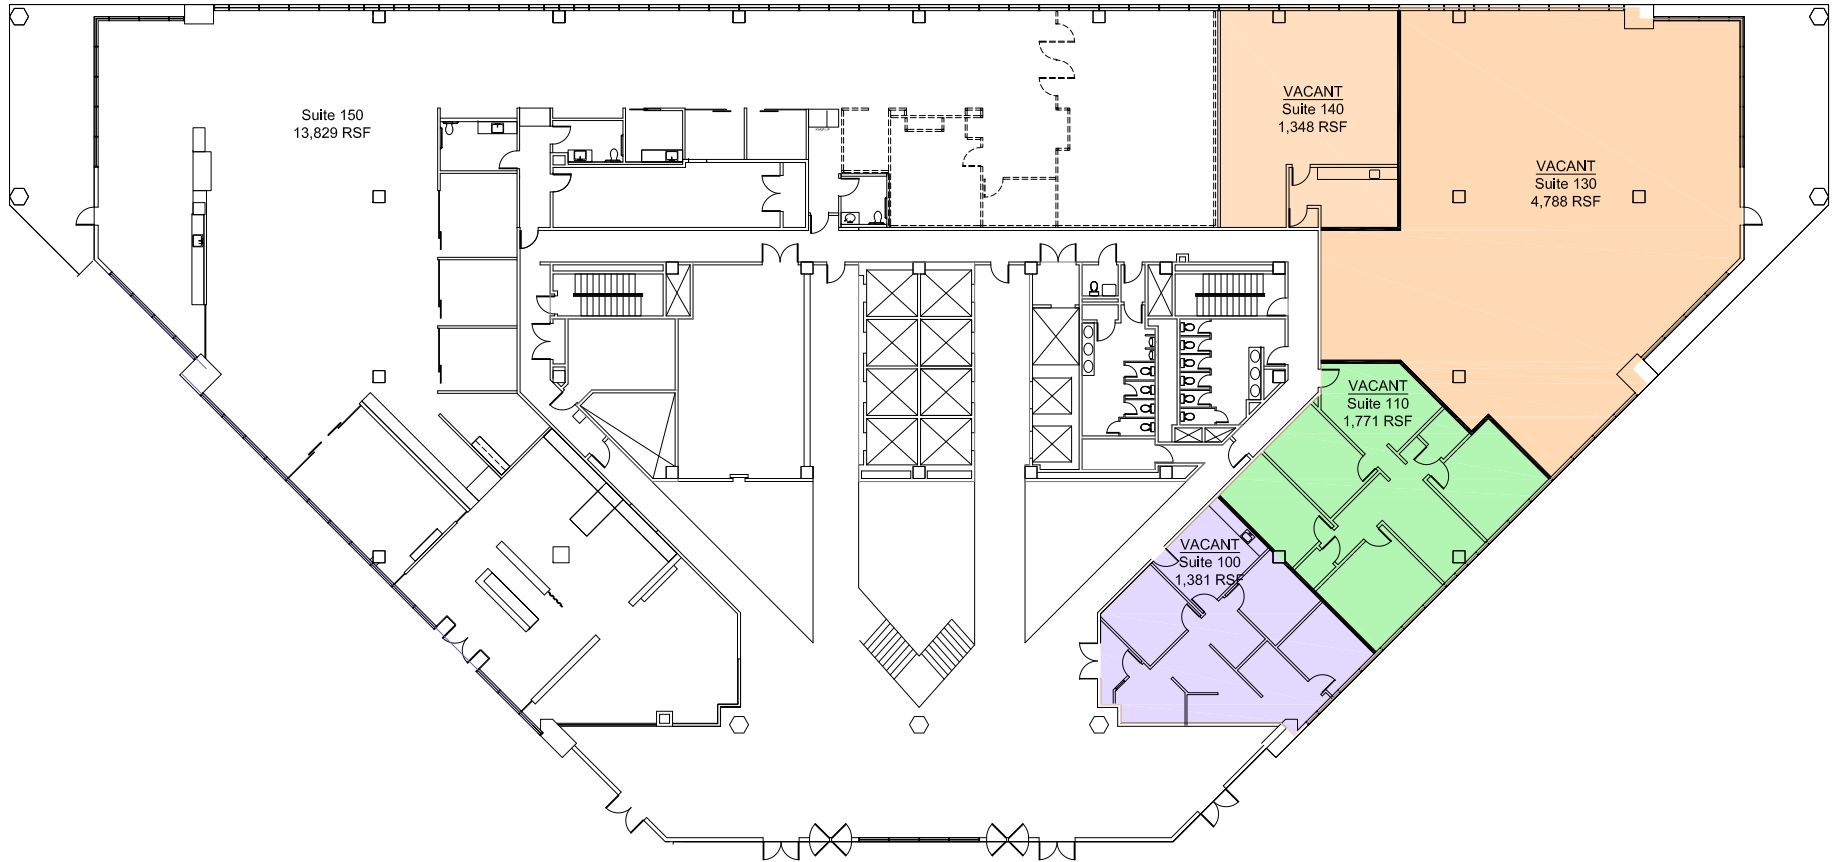 Suite 150
13,829 RSF
VACANT
Suite 140
1,348 RSF
VACANT
Suite 130
4,788 RSF
VACANT
Suite 110
1,771 RSF
VACANT
Suite 100
1,381 RSF